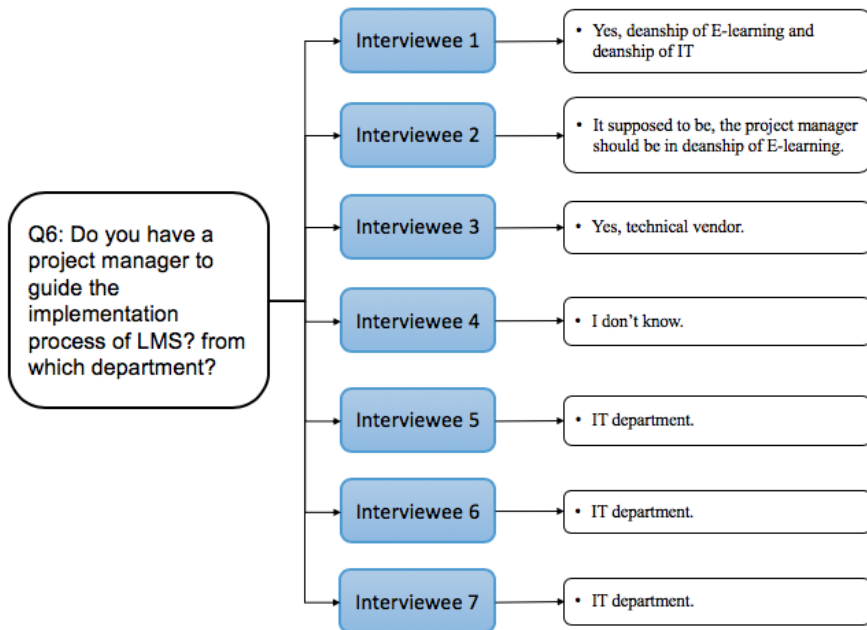 Q6: Do you have a
project manager to
guide the
implementation
process of LMS? from
which department?
Interviewee 1
• Yes, deanship of E-learning and
deanship of IT
Interviewee 2
• It supposed to be, the project manager
should be in deanship of E-learning.
Interviewee 3
• Yes, technical vendor.
Interviewee 4
• I don’t know.
Interviewee 5
• IT department.
Interviewee 6
• IT department.
Interviewee 7
• IT department.